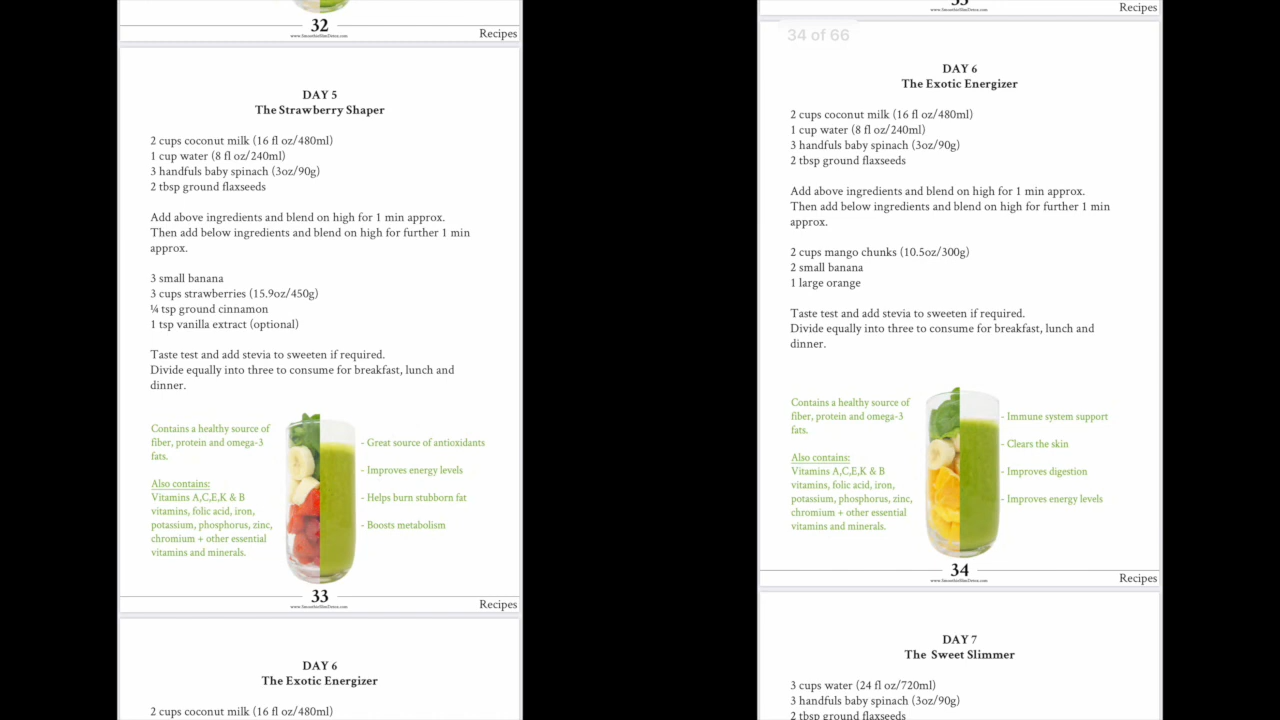 32
www.SmoothieSlimDetox.com
Recipes
DAY 5
The Strawberry Shaper
2 cups coconut milk (16 fl oz/480ml)
1 cup water (8 fl oz/240ml)
3 handfuls baby spinach (3oz/90g)
2 tbsp ground flaxseeds
Add above ingredients and blend on high for 1 min approx.
Then add below ingredients and blend on high for further 1 min
approx.
3 small banana
3 cups strawberries (15.9oz/450g)
¼ tsp ground cinnamon
1 tsp vanilla extract (optional)
Taste test and add stevia to sweeten if required.
Divide equally into three to consume for breakfast, lunch and
dinner.
Contains a healthy source of
fiber, protein and omega-3
fats.
Also contains:
Vitamins A,C,E,K & B
vitamins, folic acid, iron,
potassium, phosphorus, zinc,
chromium + other essential
vitamins and minerals.
- Great source of antioxidants
- Improves energy levels
- Helps burn stubborn fat
- Boosts metabolism
33
www.SmoothieSlimDetox.com
Recipes
DAY 6
The Exotic Energizer
2 cups coconut milk (16 fl oz/480ml)
33
www.SmoothieSlimDetox.com
Recipes
34 of 66
DAY 6
The Exotic Energizer
2 cups coconut milk (16 fl oz/480ml)
1 cup water (8 fl oz/240ml)
3 handfuls baby spinach (3oz/90g)
2 tbsp ground flaxseeds
Add above ingredients and blend on high for 1 min approx.
Then add below ingredients and blend on high for further 1 min
approx.
2 cups mango chunks (10.5oz/300g)
2 small banana
1 large orange
Taste test and add stevia to sweeten if required.
Divide equally into three to consume for breakfast, lunch and
dinner.
Contains a healthy source of
fiber, protein and omega-3
fats.
Also contains:
Vitamins A,C,E,K & B
vitamins, folic acid, iron,
potassium, phosphorus, zinc,
chromium + other essential
vitamins and minerals.
- Immune system support
- Clears the skin
- Improves digestion
- Improves energy levels
34
www.SmoothieSlimDetox.com
Recipes
DAY 7
The Sweet Slimmer
3 cups water (24 fl oz/720ml)
3 handfuls baby spinach (3oz/90g)
2 tbsp ground flaxseeds